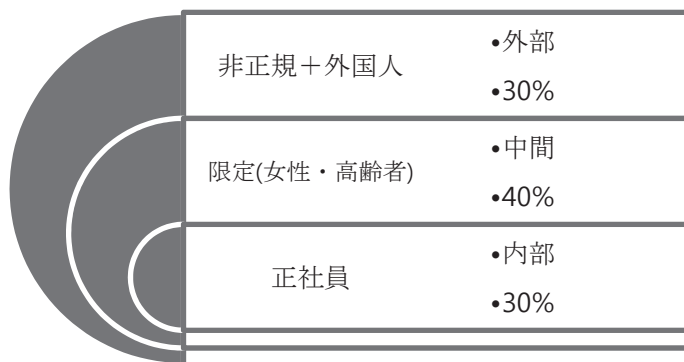 非正規＋外国人
•外部
•30%
限定(女性・高齢者)
•中間
•40%
正社員
•内部
•30%